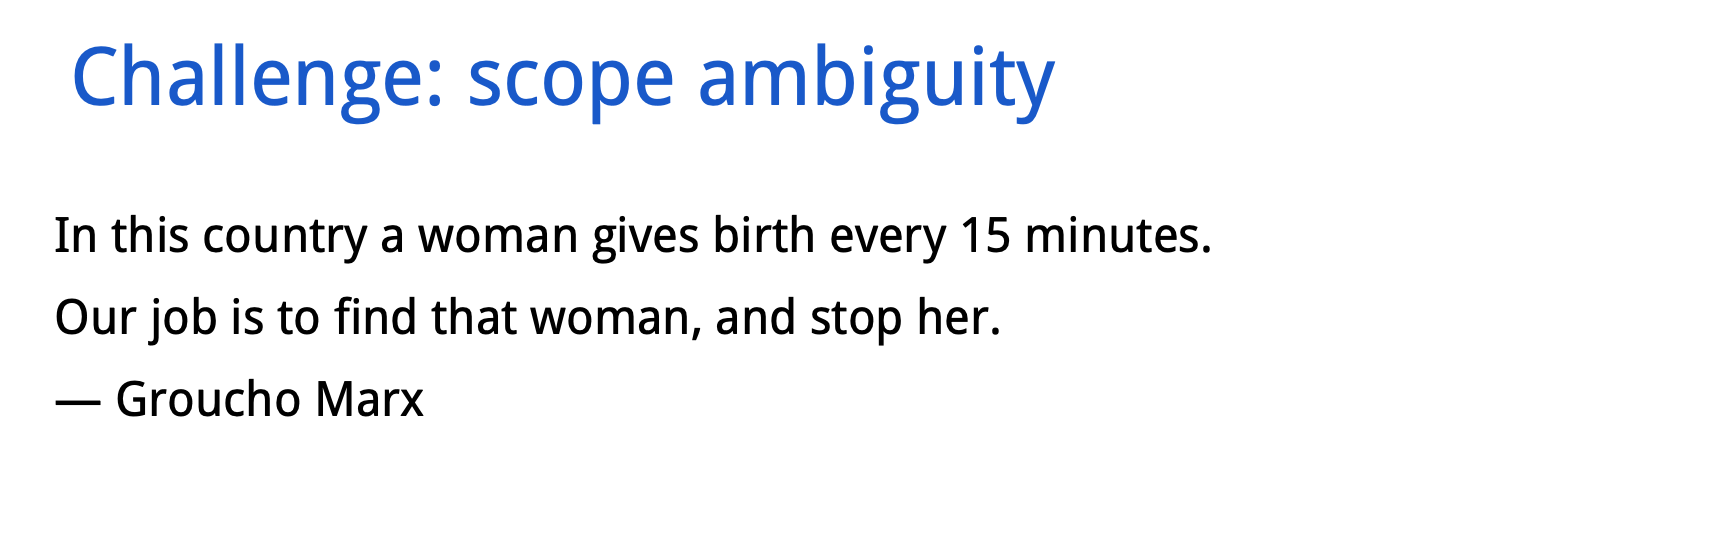 Challenge: scope ambiguity
In this country a woman gives birth every 15 minutes.
Our job is to find that woman, and stop her.
— Groucho Marx